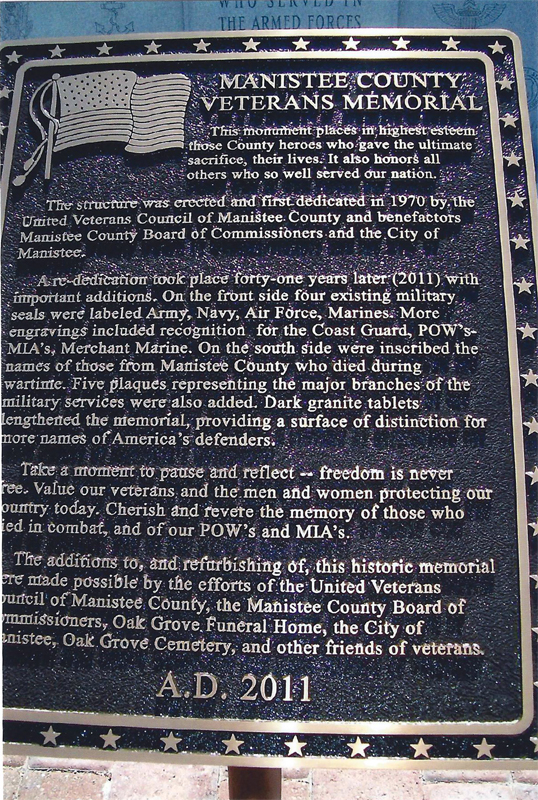 WHO SERVED IN
THE ARMED FORCES
MANISTEE COUNTY
VETERANS MEMORIAL
This monument places in highest esteem
those County heroes who gave the ultimate
sacrifice, their lives. It also honors all
others who so well served our nation.
The structure was erected and first dedicated in 1970 by the
United Veterans Council of Manistee County and benefactors
Manistee County Board of Commissioners and the City of
Manistee.
A re-dedication took place forty-one years later (2011) with
important additions. On the front side four existing military
seals were labeled Army, Navy, Air Force, Marines. More
engravings included recognition for the Coast Guard, POW's-
MIA's, Merchant Marine. On the south side were inscribed the
names of those from Manistee County who died during
wartime. Five plaques representing the major branches of the
military services were also added. Dark granite tablets
lengthened the memorial, providing a surface of distinction for
more names of America's defenders.
Take a moment to pause and reflect -- freedom is never
ree. Value our veterans and the men and women protecting our
ountry today. Cherish and revere the memory of those who
ied in combat, and of our POW's and MIA's.
The additions to, and refurbishing of, this historic memorial
ere made possible by the efforts of the United Veterans
ouncil of Manistee County, the Manistee County Board of
ommissioners, Oak Grove Funeral Home, the City of
anistee, Oak Grove Cemetery, and other friends of veterans.
A.D. 2011